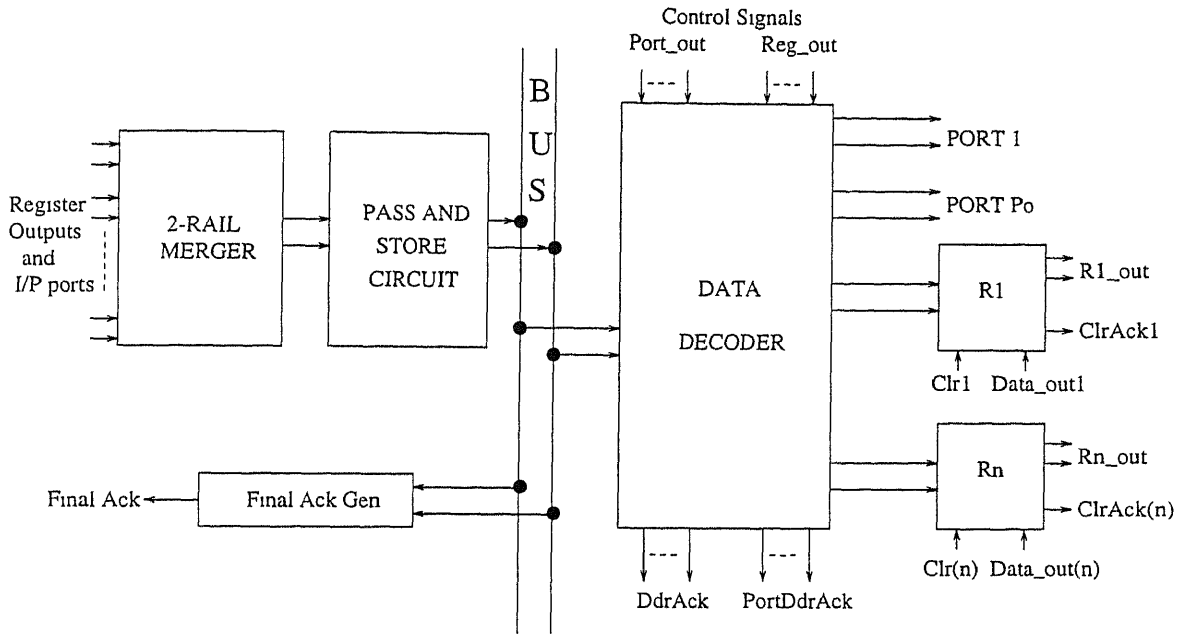 Control Signals
Port_out
Reg_out
B
U
S
PORT 1
PORT Po
Register
Outputs
and
I/P ports
2-RAIL
MERGER
PASS AND
STORE
CIRCUIT
DATA
DECODER
R1
R1_out
ClrAck1
Clr1
Data_out1
Rn
Rn_out
ClrAck(n)
Clr(n)
Data_out(n)
Final Ack
Final Ack Gen
DdrAck
PortDdrAck